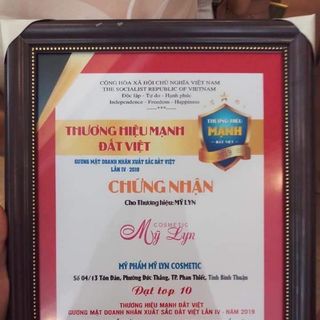 CỘNG HÒA XÃ HỘI CHỦ NGHĨA VIỆT NAM
THE SOCIALIST REPUBLIC OF VIETNAM
Độc lập - Tự do - Hạnh phúc
Independence - Freedom - Happiness
THƯƠNG HIỆU MẠNH
ĐẤT VIỆT
THƯƠNG HIỆU
MẠNH
ĐẤT VIỆT
2019
GƯƠNG MẶT DOANH NHÂN XUẤT SẮC ĐẤT VIỆT
LẦN IV - 2019
CHỨNG NHẬN
Cho Thương hiệu: MỸ LYN
COSMETIC
Mỹ Lyn
MỸ PHẨM MỸ LYN COSMETIC
Số 04/13 Tôn Đản, Phường Đức Thắng, TP. Phan Thiết, Tỉnh Bình Thuận
Đạt top 10
THƯƠNG HIỆU MẠNH ĐẤT VIỆT
GƯƠNG MẶT DOANH NHÂN XUẤT SẮC ĐẤT VIỆT LẦN IV - NĂM 2019